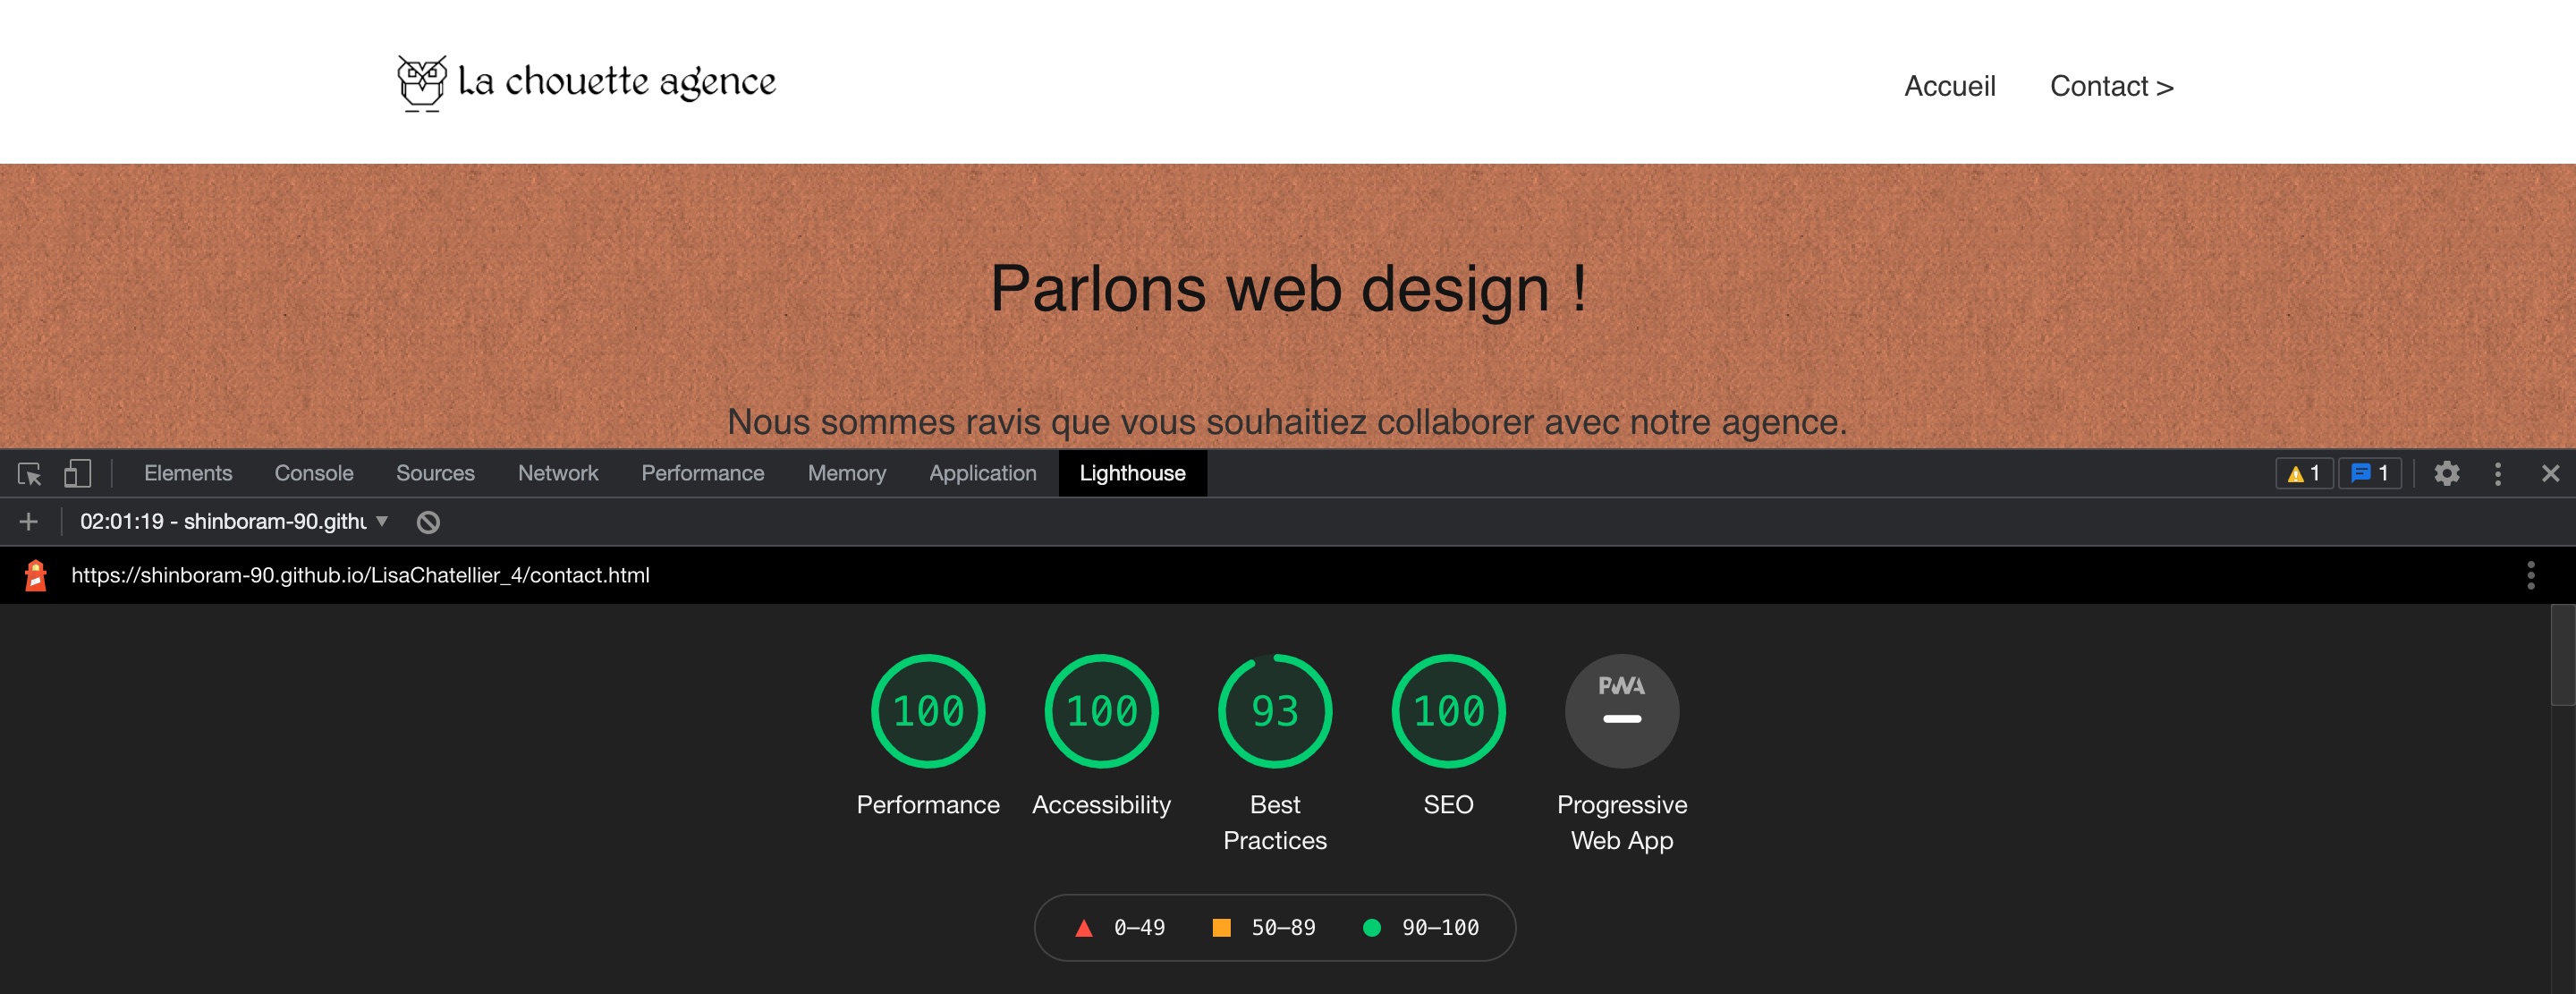 La chouette agence
Accueil Contact >
Parlons web design !
Nous sommes ravis que vous souhaitiez collaborer avec notre agence.
Elements Console Sources Network Performance Memory Application Lighthouse 1 1
02:01:19 - shinboram-90.githu
https://shinboram-90.github.io/LisaChatellier_4/contact.html
100 100 93 100 PWA
Performance Accessibility Best Practices SEO Progressive Web App
0–49 50–89 90–100